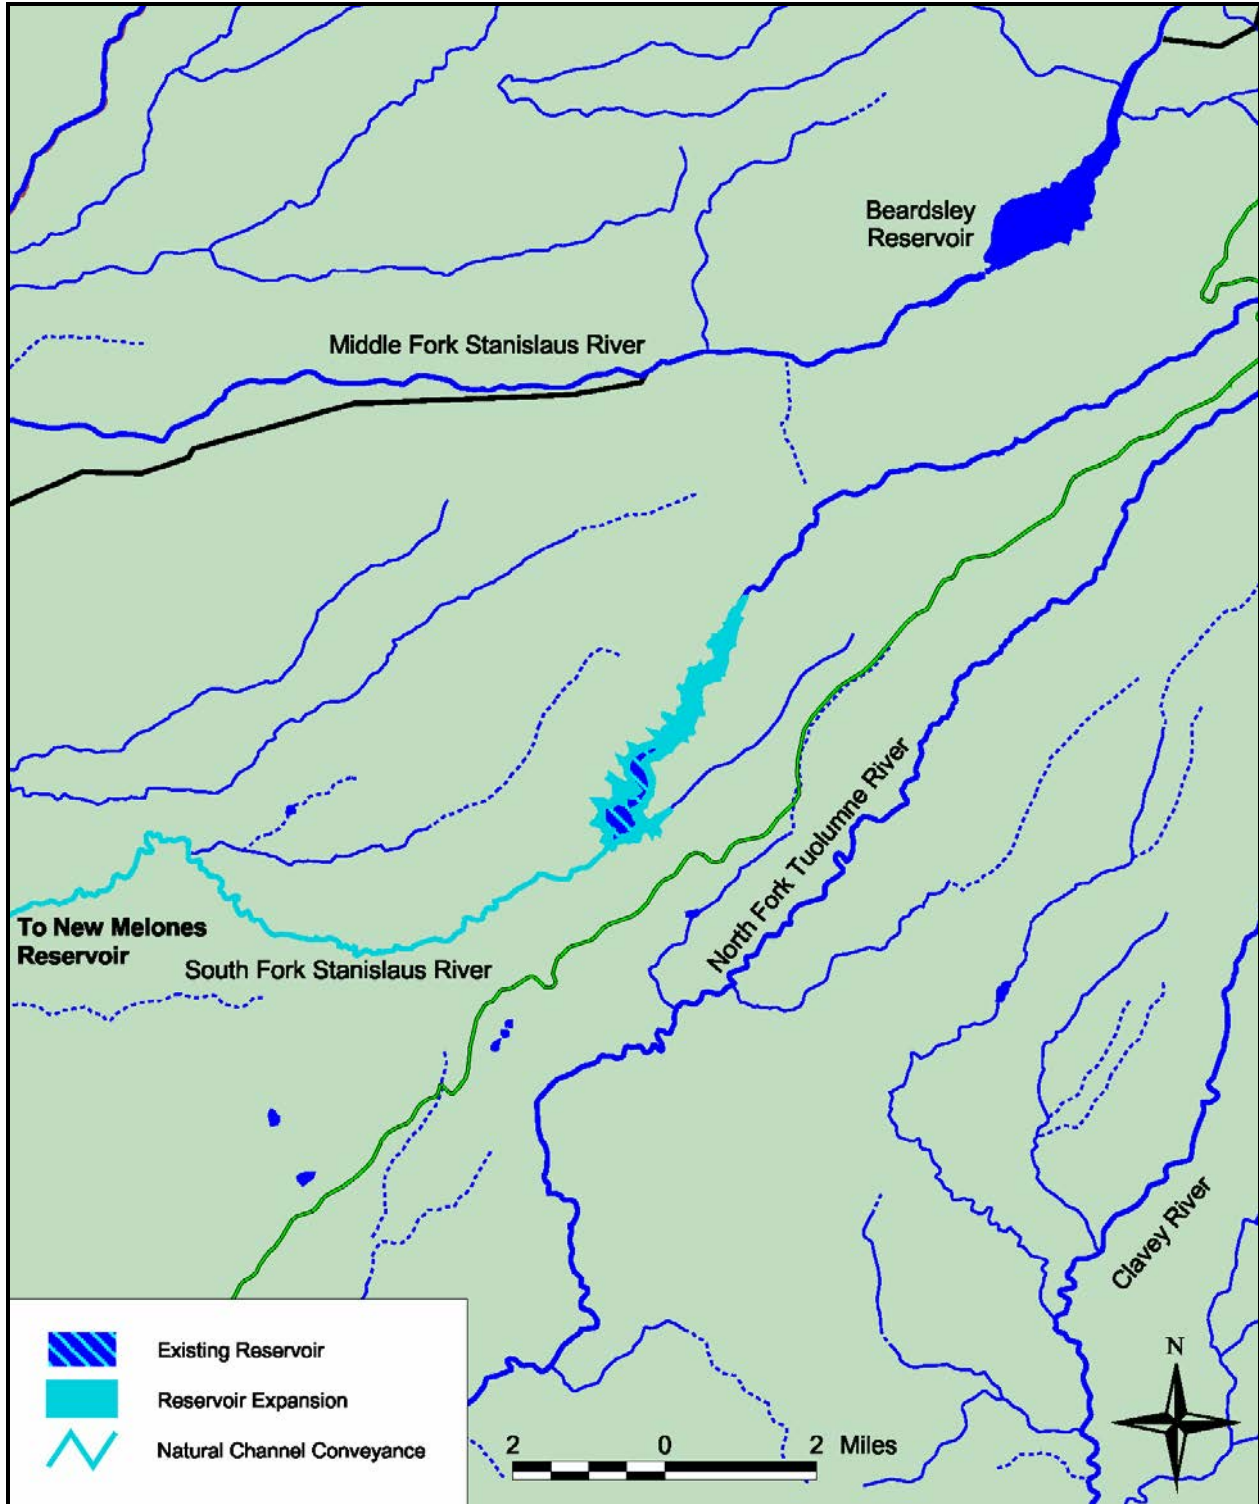 Beardsley
Reservoir
Middle Fork Stanislaus River
North Fork Tuolumne River
To New Melones
Reservoir
South Fork Stanislaus River
Clavey River
Existing Reservoir
Reservoir Expansion
Natural Channel Conveyance
2 0 2 Miles
N